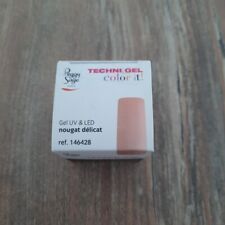 Peggy
Sage
TECHNI GEL
color it!
Gel UV & LED
nougat délicat
ref. 146428